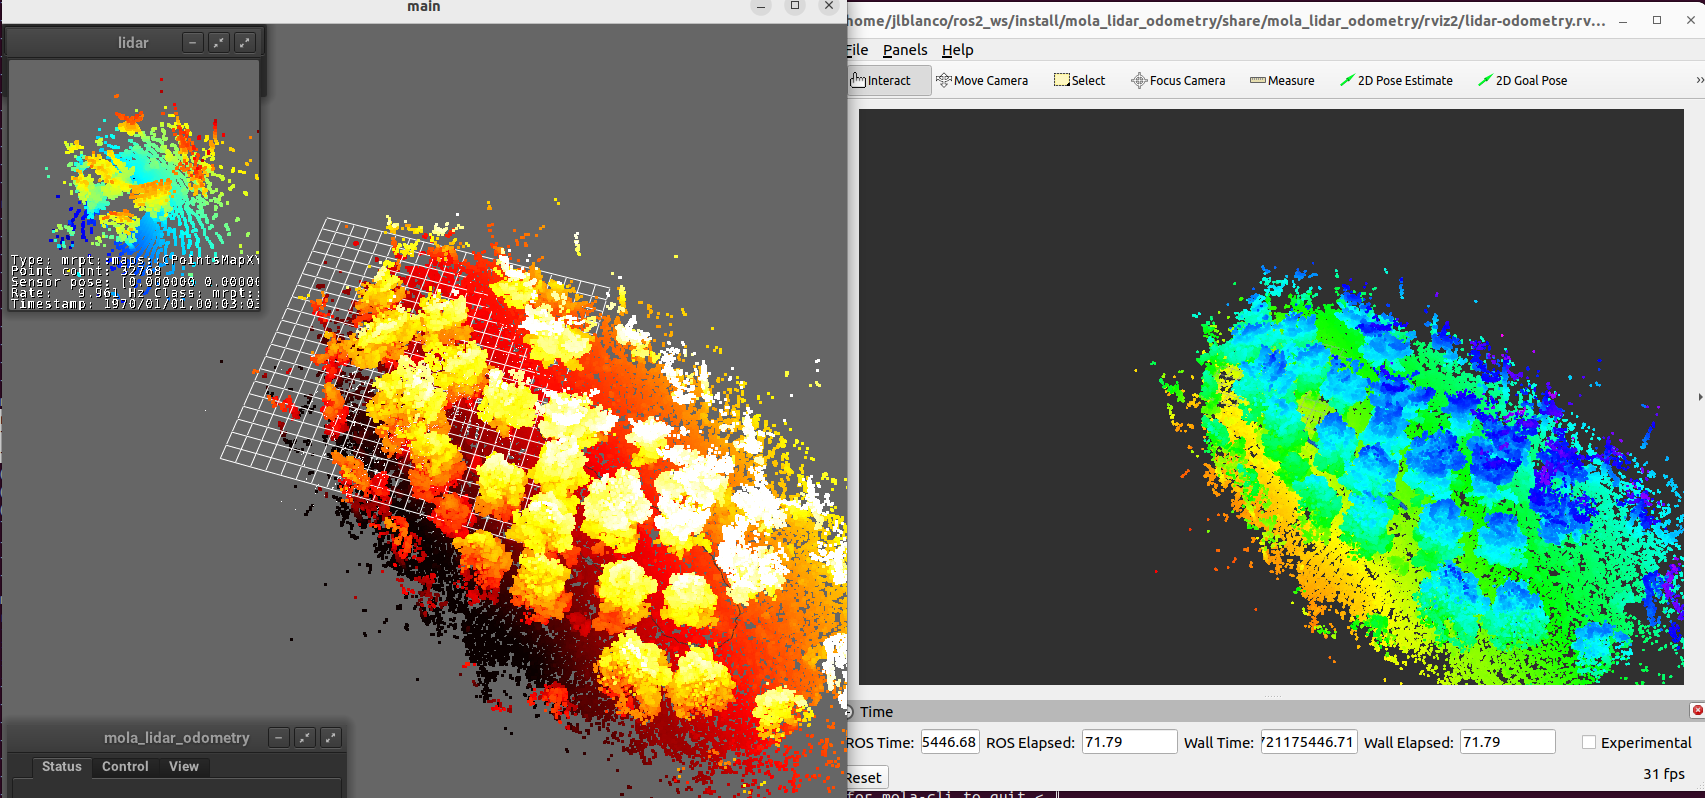 main
lidar
Type: mrpt::maps::CPointsMapXY
Point count: 32768
Sensor pose: [0.000000 0.0000
Rate: 9.961 Hz Class: mrpt::
Timestamp: 1970/01/01,00:03:03
mola_lidar_odometry
Status Control View
home/jlblanco/ros2_ws/install/mola_lidar_odometry/share/mola_lidar_odometry/rviz2/lidar-odometry.rv...
File Panels Help
Interact Move Camera Select Focus Camera Measure 2D Pose Estimate 2D Goal Pose
Time
ROS Time: 5446.68 ROS Elapsed: 71.79 Wall Time: 721175446.71 Wall Elapsed: 71.79 Experimental
Reset
31 fps
for mola-cli to quit <